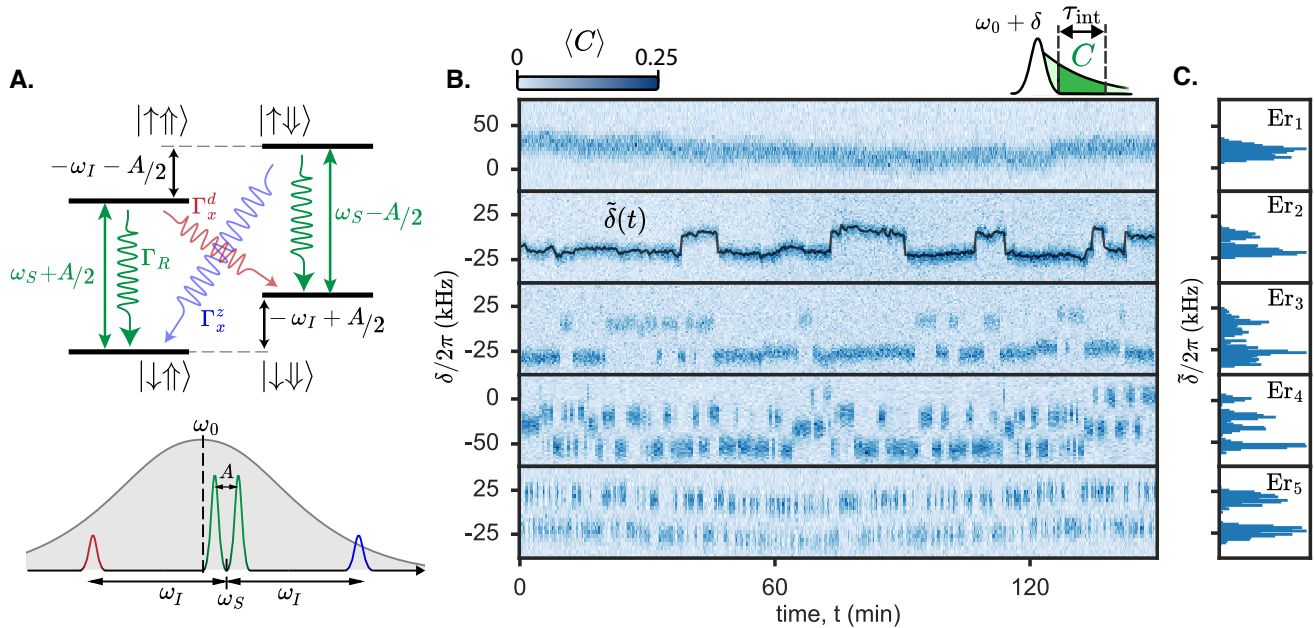 A.
|↑⇑⟩
|↑⇓⟩
−ω_I − A/2
Γ_x^d
ω_S − A/2
ω_S + A/2
Γ_R
Γ_x^z
−ω_I + A/2
|↓⇑⟩
|↓⇓⟩
ω_0
A
ω_I
ω_S
ω_I
B.
⟨C⟩
0
0.25
ω_0 + δ
τ_int
C
50
0
25
-25
δ̃(t)
25
-25
0
-50
25
-25
δ/2π (kHz)
0
60
120
time, t (min)
C.
Er_1
Er_2
Er_3
Er_4
Er_5
δ̃/2π (kHz)